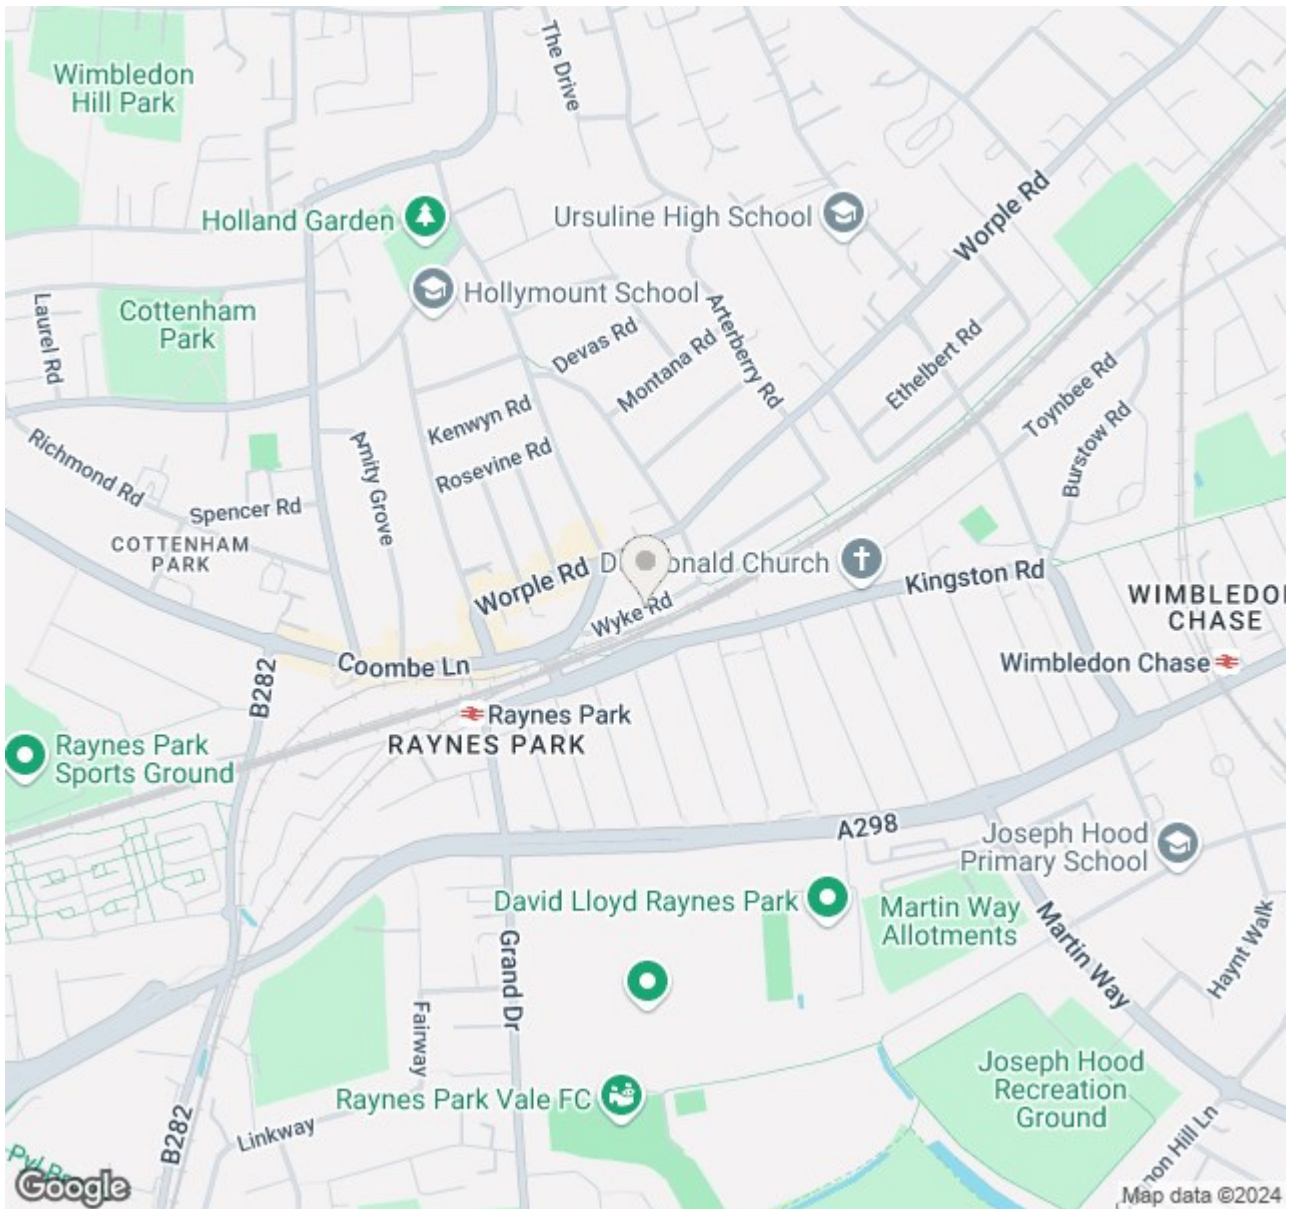 The Drive
Wimbledon
Hill Park
Holland Garden
Ursuline High School
Worple Rd
Hollymount School
Laurel Rd
Cottenham
Park
Devas Rd
Montana Rd
Arterberry Rd
Ethelbert Rd
Toynbee Rd
Burstow Rd
Kenwyn Rd
Rosevine Rd
Richmond Rd
Amity Grove
Spencer Rd
COTTENHAM
PARK
Worple Rd
Donald Church
Kingston Rd
Wyke Rd
WIMBLEDO
CHASE
Wimbledon Chase
Coombe Ln
B282
Raynes Park
RAYNES PARK
Raynes Park
Sports Ground
A298
Joseph Hood
Primary School
David Lloyd Raynes Park
Martin Way
Allotments
Martin Way
Haynt Walk
Grand Dr
Fairway
Joseph Hood
Recreation
Ground
Raynes Park Vale FC
Linkway
B282
non Hill Ln
Google
Map data ©2024